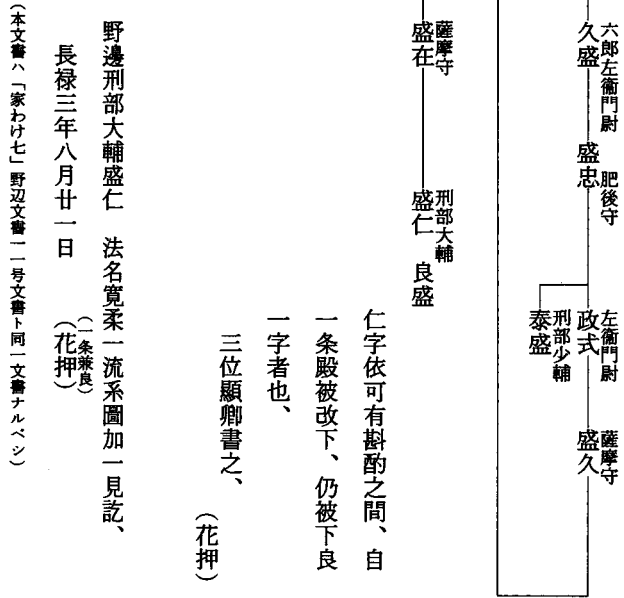 六郎左衞門尉
久盛
肥後守
盛忠
左衞門尉
政式
刑部少輔
泰盛
薩摩守
盛久
薩摩守
盛在
刑部大輔
盛仁　良盛
仁字依可有斟酌之間、自
一条殿被改下、仍被下良
一字者也、
三位顯卿書之、　（花押）
野邊刑部大輔盛仁　法名寛柔一流系圖加一見訖、
（一条兼良）
長禄三年八月廿一日　（花押）
（本文書ハ「家わけ七」野辺文書一一号文書ト同一文書ナルベシ）